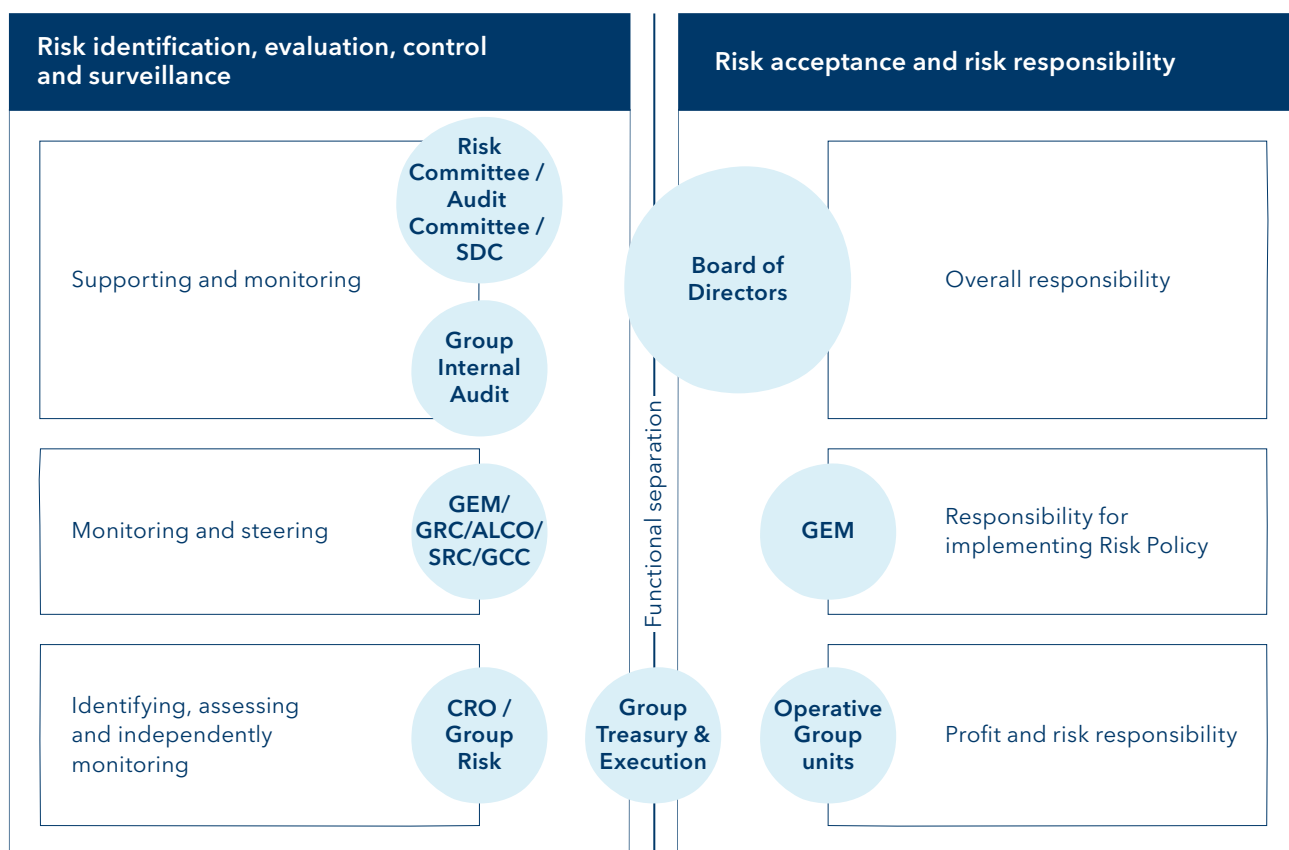 Risk identification, evaluation, control
and surveillance
Risk acceptance and risk responsibility
Supporting and monitoring
Risk
Committee /
Audit
Committee /
SDC
Group
Internal
Audit
Board of
Directors
Overall responsibility
Functional separation
Monitoring and steering
GEM/
GRC/ALCO/
SRC/GCC
GEM
Responsibility for
implementing Risk Policy
Identifying, assessing
and independently
monitoring
CRO /
Group
Risk
Group
Treasury &
Execution
Operative
Group
units
Profit and risk responsibility